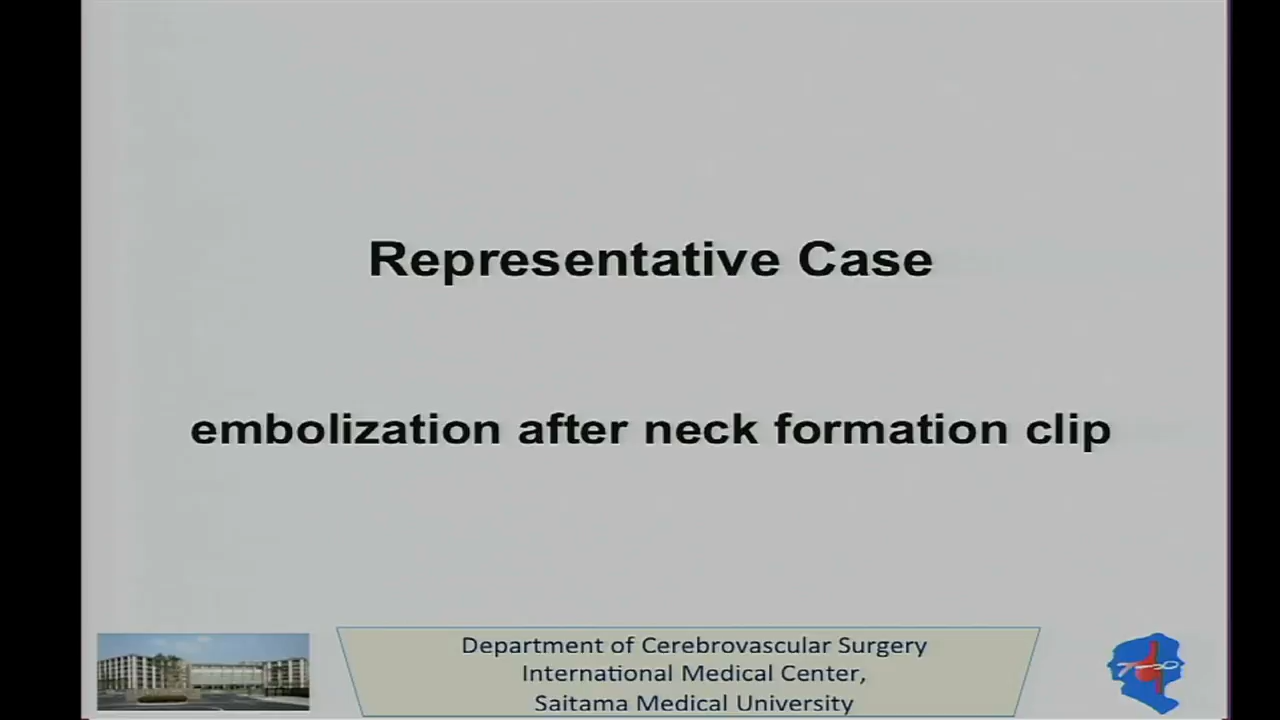 Representative Case
embolization after neck formation clip
Department of Cerebrovascular Surgery
International Medical Center,
Saitama Medical University